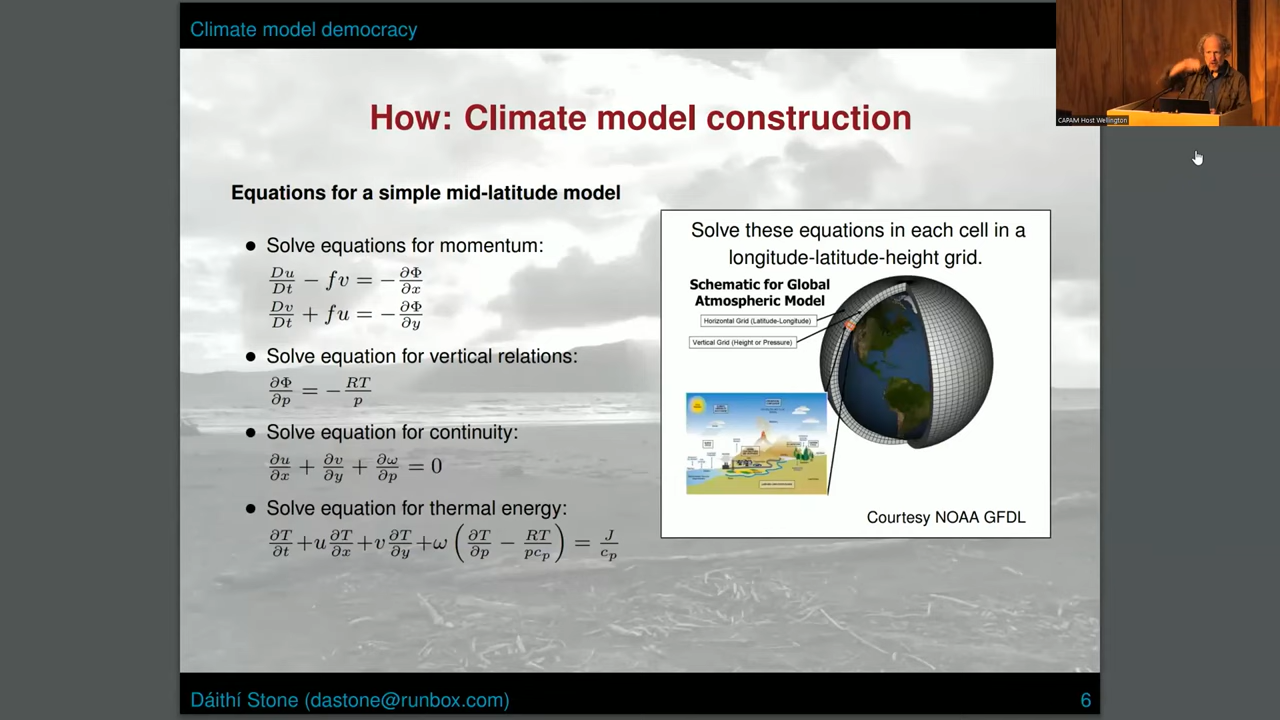 Climate model democracy
CAPAM Host Wellington
How: Climate model construction
Equations for a simple mid-latitude model
● Solve equations for momentum:
Du/Dt − fv = −∂Φ/∂x
Dv/Dt + fu = −∂Φ/∂y
● Solve equation for vertical relations:
∂Φ/∂p = −RT/p
● Solve equation for continuity:
∂u/∂x + ∂v/∂y + ∂ω/∂p = 0
● Solve equation for thermal energy:
∂T/∂t + u∂T/∂x + v∂T/∂y + ω(∂T/∂p − RT/pc_p) = J/c_p
Solve these equations in each cell in a
longitude-latitude-height grid.
Schematic for Global
Atmospheric Model
Horizontal Grid (Latitude-Longitude)
Vertical Grid (Height or Pressure)
Courtesy NOAA GFDL
Dáithí Stone (dastone@runbox.com)
6